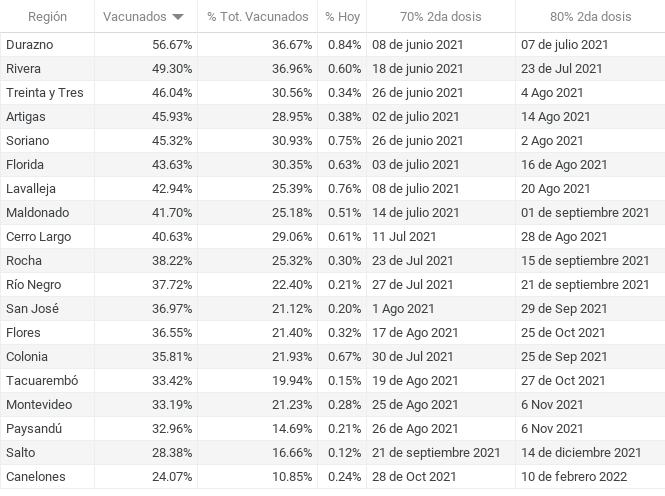 Región Vacunados % Tot. Vacunados % Hoy 70% 2da dosis 80% 2da dosis
Durazno 56.67% 36.67% 0.84% 08 de junio 2021 07 de julio 2021
Rivera 49.30% 36.96% 0.60% 18 de junio 2021 23 de Jul 2021
Treinta y Tres 46.04% 30.56% 0.34% 26 de junio 2021 4 Ago 2021
Artigas 45.93% 28.95% 0.38% 02 de julio 2021 14 Ago 2021
Soriano 45.32% 30.93% 0.75% 26 de junio 2021 2 Ago 2021
Florida 43.63% 30.35% 0.63% 03 de julio 2021 16 de Ago 2021
Lavalleja 42.94% 25.39% 0.76% 08 de julio 2021 20 Ago 2021
Maldonado 41.70% 25.18% 0.51% 14 de julio 2021 01 de septiembre 2021
Cerro Largo 40.63% 29.06% 0.61% 11 Jul 2021 28 de Ago 2021
Rocha 38.22% 25.32% 0.30% 23 de Jul 2021 15 de septiembre 2021
Río Negro 37.72% 22.40% 0.21% 27 de Jul 2021 21 de septiembre 2021
San José 36.97% 21.12% 0.20% 1 Ago 2021 29 de Sep 2021
Flores 36.55% 21.40% 0.32% 17 de Ago 2021 25 de Oct 2021
Colonia 35.81% 21.93% 0.67% 30 de Jul 2021 25 de Sep 2021
Tacuarembó 33.42% 19.94% 0.15% 19 de Ago 2021 27 de Oct 2021
Montevideo 33.19% 21.23% 0.28% 25 de Ago 2021 6 Nov 2021
Paysandú 32.96% 14.69% 0.21% 26 de Ago 2021 6 Nov 2021
Salto 28.38% 16.66% 0.12% 21 de septiembre 2021 14 de diciembre 2021
Canelones 24.07% 10.85% 0.24% 28 de Oct 2021 10 de febrero 2022